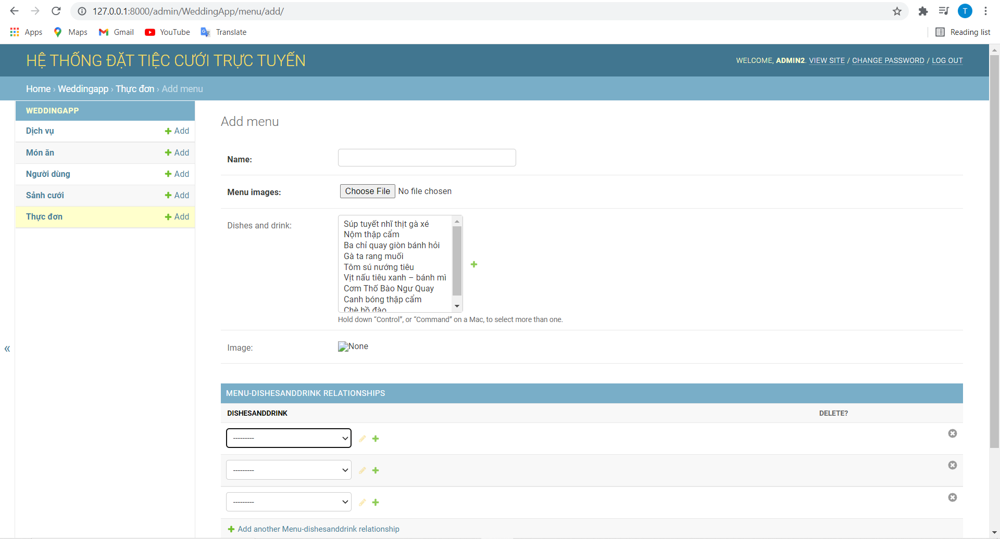 127.0.0.1:8000/admin/WeddingApp/menu/add/
T
Apps Maps Gmail YouTube Translate Reading list
HỆ THỐNG ĐẶT TIỆC CƯỚI TRỰC TUYẾN
WELCOME, ADMIN2. VIEW SITE / CHANGE PASSWORD / LOG OUT
Home › Weddingapp › Thực đơn › Add menu
WEDDINGAPP
Dịch vụ Add
Món ăn Add
Người dùng Add
Sảnh cưới Add
Thực đơn Add
«
Add menu
Name:
Menu images: Choose File No file chosen
Dishes and drink:
Súp tuyết nhĩ thịt gà xé
Nộm thập cẩm
Ba chỉ quay giòn bánh hỏi
Gà ta rang muối
Tôm sú nướng tiêu
Vịt nấu tiêu xanh – bánh mì
Cơm Thố Bào Ngư Quay
Canh bóng thập cẩm
Chè hồ đào
Hold down “Control”, or “Command” on a Mac, to select more than one.
Image: None
MENU-DISHESANDDRINK RELATIONSHIPS
DISHESANDDRINK DELETE?
---------
---------
---------
Add another Menu-dishesanddrink relationship